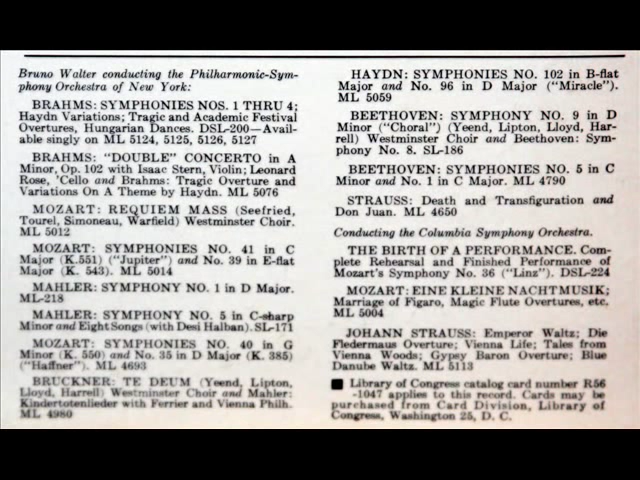 Bruno Walter conducting the Philharmonic-Sym-
phony Orchestra of New York:
BRAHMS: SYMPHONIES NOS. 1 THRU 4;
Haydn Variations; Tragic and Academic Festival
Overtures, Hungarian Dances. DSL-200—Avail-
able singly on ML 5124, 5125, 5126, 5127
BRAHMS: "DOUBLE" CONCERTO in A
Minor, Op. 102 with Isaac Stern, Violin; Leonard
Rose, 'Cello and Brahms: Tragic Overture and
Variations On A Theme by Haydn. ML 5076
MOZART: REQUIEM MASS (Seefried,
Tourel, Simoneau, Warfield) Westminster Choir.
ML 5012
MOZART: SYMPHONIES NO. 41 in C
Major (K.551) ("Jupiter") and No. 39 in E-flat
Major (K. 543). ML 5014
MAHLER: SYMPHONY NO. 1 in D Major.
ML-218
MAHLER: SYMPHONY NO. 5 in C-sharp
Minor and Eight Songs (with Desi Halban). SL-171
MOZART: SYMPHONIES NO. 40 in G
Minor (K. 550) and No. 35 in D Major (K. 385)
("Haffner"). ML 4693
BRUCKNER: TE DEUM (Yeend, Lipton,
Lloyd, Harrell) Westminster Choir and Mahler:
Kindertotenlieder with Ferrier and Vienna Philh.
ML 4980
HAYDN: SYMPHONIES NO. 102 in B-flat
Major and No. 96 in D Major ("Miracle").
ML 5059
BEETHOVEN: SYMPHONY NO. 9 in D
Minor ("Choral") (Yeend, Lipton, Lloyd, Har-
rell) Westminster Choir and Beethoven: Sym-
phony No. 8. SL-186
BEETHOVEN: SYMPHONIES NO. 5 in C
Minor and No. 1 in C Major. ML 4790
STRAUSS: Death and Transfiguration and
Don Juan. ML 4650
Conducting the Columbia Symphony Orchestra.
THE BIRTH OF A PERFORMANCE. Com-
plete Rehearsal and Finished Performance of
Mozart's Symphony No. 36 ("Linz"). DSL-224
MOZART: EINE KLEINE NACHTMUSIK;
Marriage of Figaro, Magic Flute Overtures, etc.
ML 5004
JOHANN STRAUSS: Emperor Waltz; Die
Fledermaus Overture; Vienna Life; Tales from
Vienna Woods; Gypsy Baron Overture; Blue
Danube Waltz. ML 5113
■ Library of Congress catalog card number R56
-1047 applies to this record. Cards may be
purchased from Card Division, Library of
Congress, Washington 25, D. C.